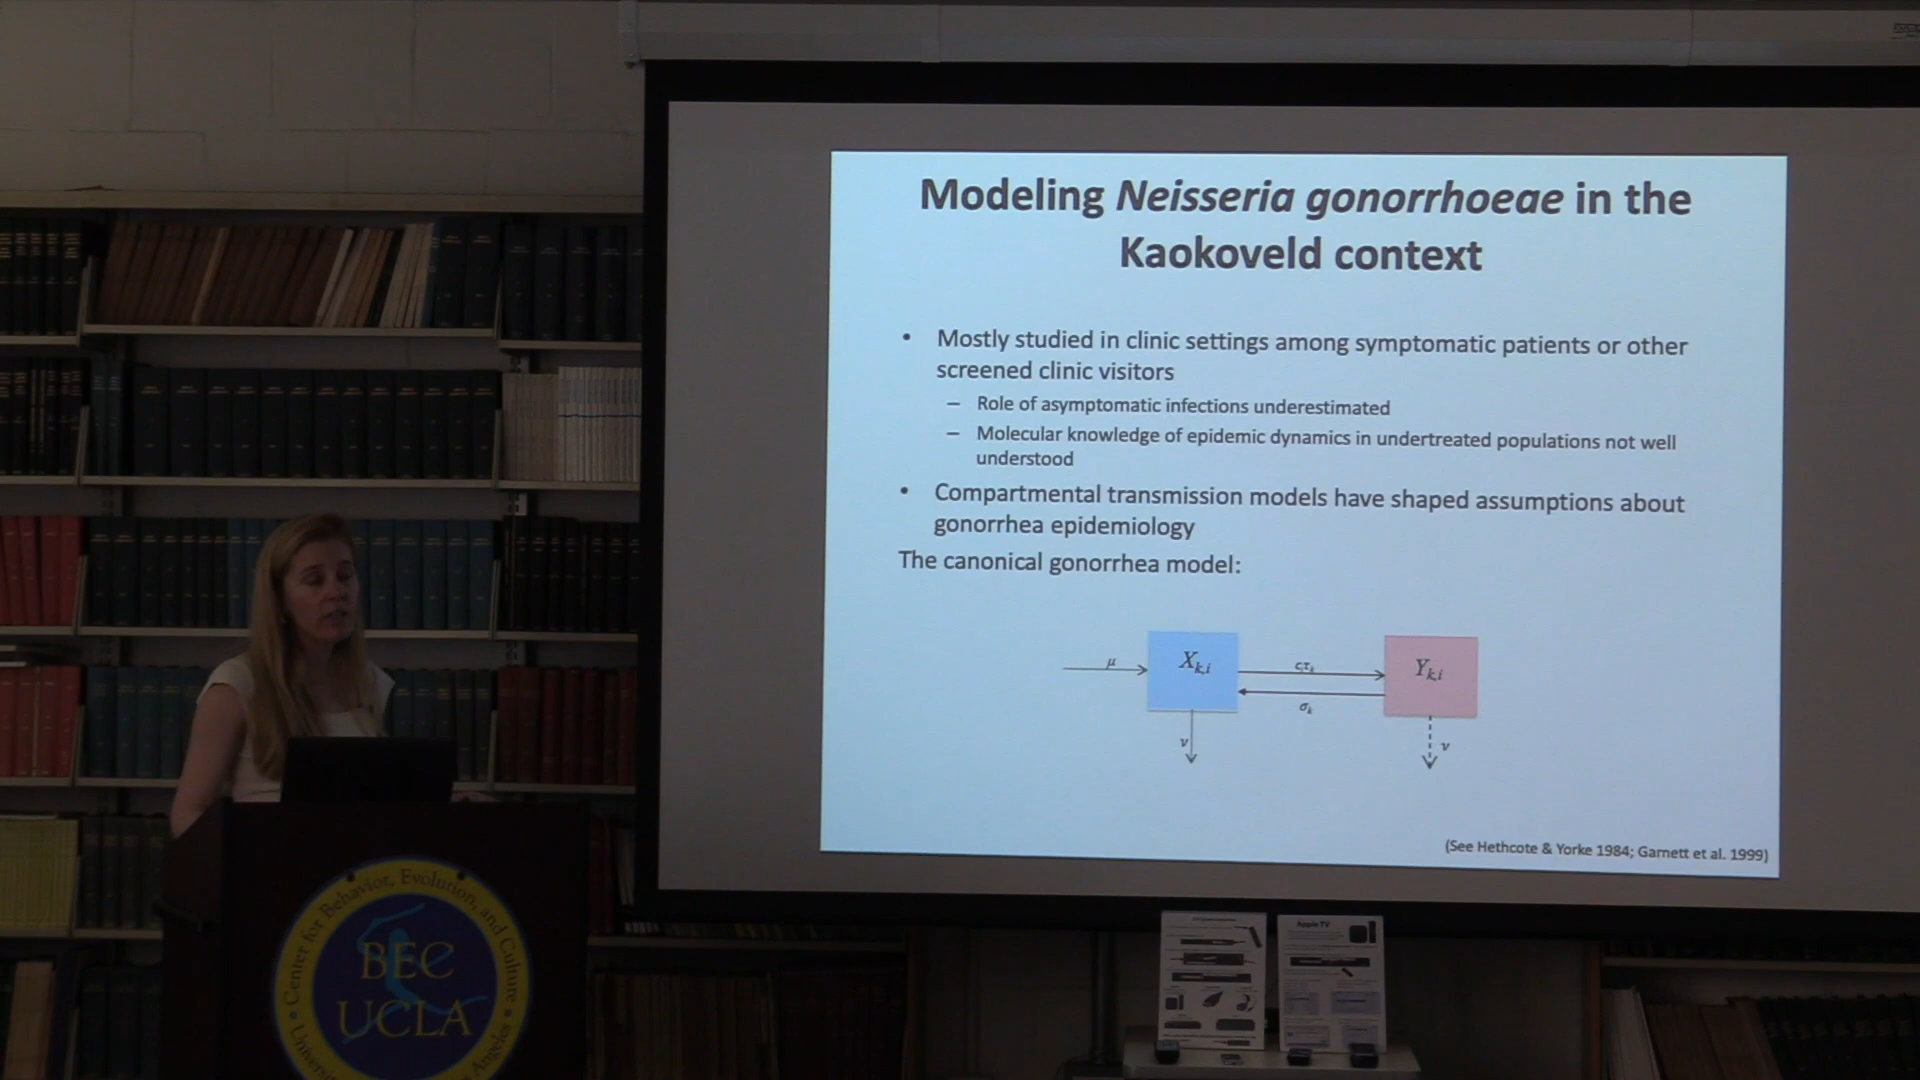 Modeling Neisseria gonorrhoeae in the
Kaokoveld context
• Mostly studied in clinic settings among symptomatic patients or other
screened clinic visitors
– Role of asymptomatic infections underestimated
– Molecular knowledge of epidemic dynamics in undertreated populations not well
understood
• Compartmental transmission models have shaped assumptions about
gonorrhea epidemiology
The canonical gonorrhea model:
μ
X k,i
cτ k
σ k
Y k,i
ν
ν
(See Hethcote & Yorke 1984; Garnett et al. 1999)
Center for Behavior, Evolution, and Culture
BEC
UCLA
Apple TV